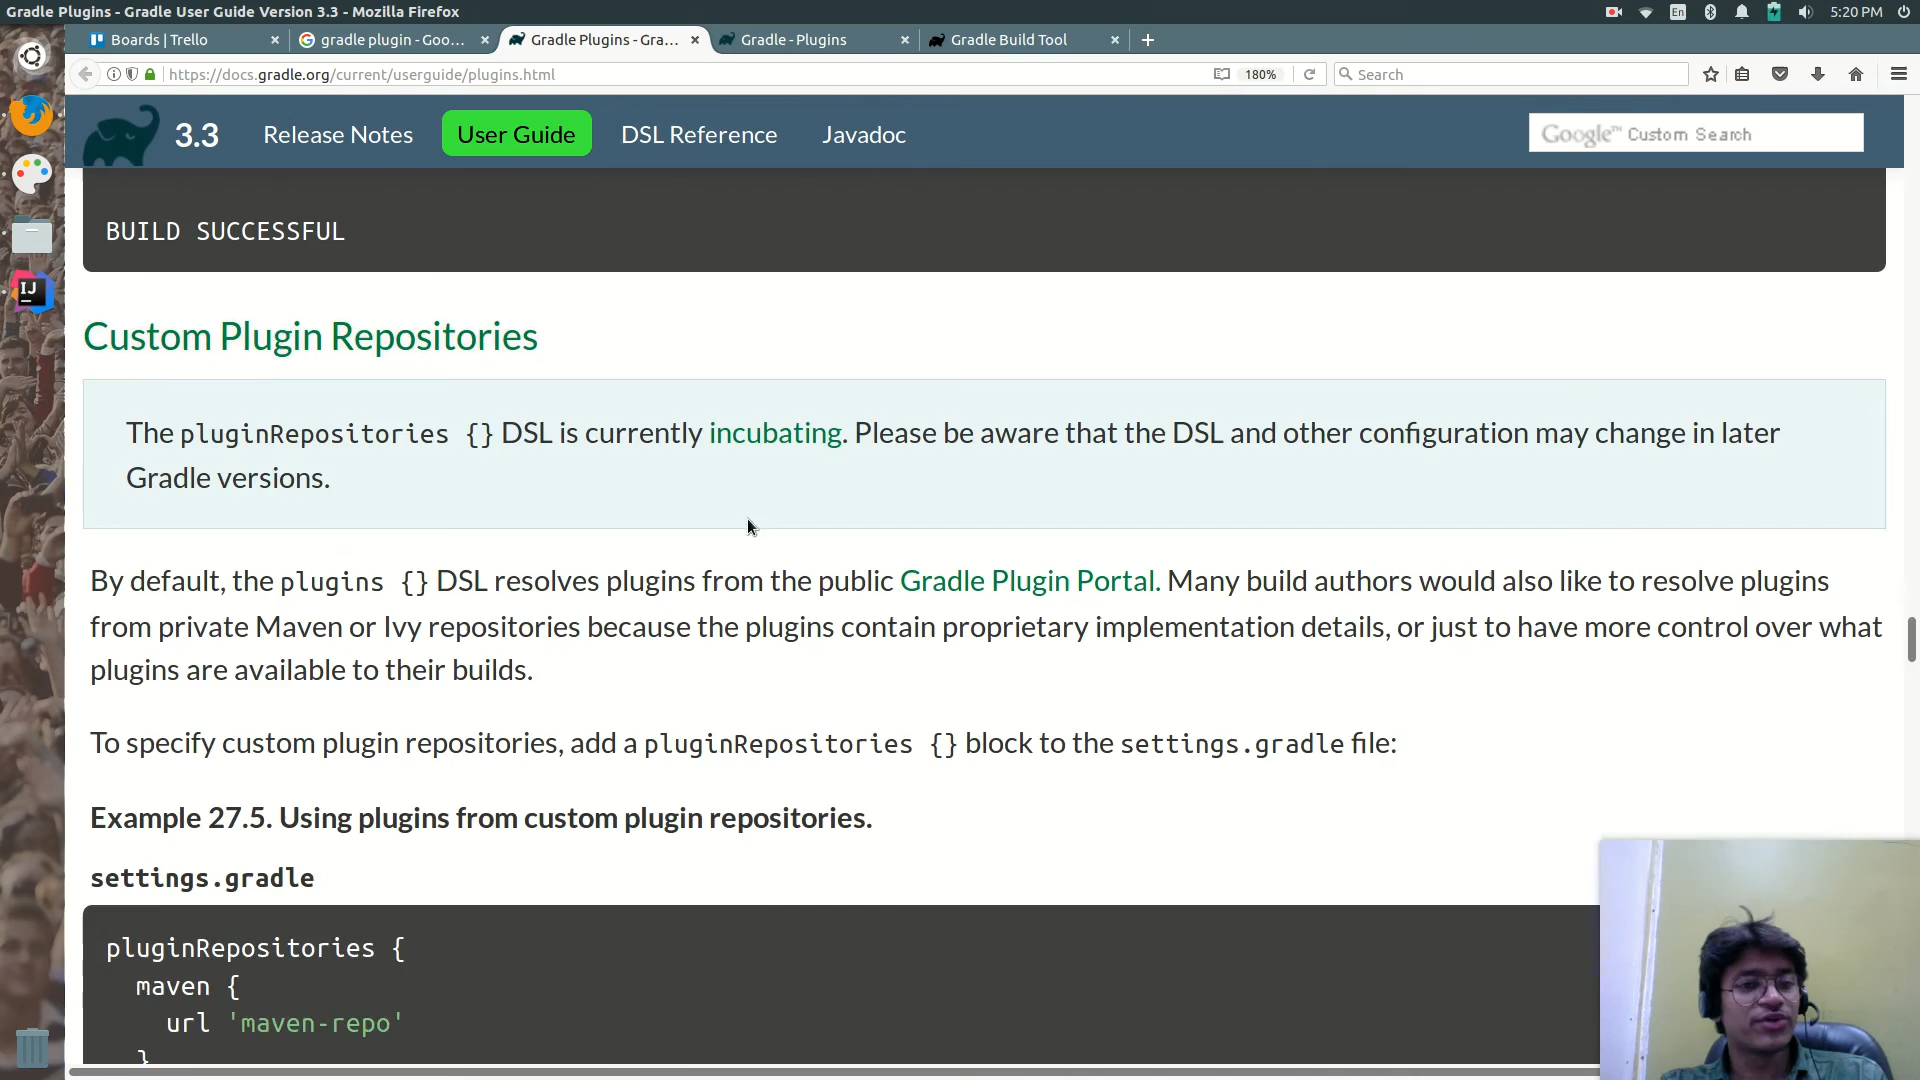 Gradle Plugins - Gradle User Guide Version 3.3 - Mozilla Firefox
En
5:20 PM
Boards | Trello
gradle plugin - Goo...
Gradle Plugins - Gra...
Gradle - Plugins
Gradle Build Tool
https://docs.gradle.org/current/userguide/plugins.html
180%
Search
3.3
Release Notes
User Guide
DSL Reference
Javadoc
Google™ Custom Search
IJ
BUILD SUCCESSFUL
Custom Plugin Repositories
The pluginRepositories {} DSL is currently incubating. Please be aware that the DSL and other configuration may change in later
Gradle versions.
By default, the plugins {} DSL resolves plugins from the public Gradle Plugin Portal. Many build authors would also like to resolve plugins
from private Maven or Ivy repositories because the plugins contain proprietary implementation details, or just to have more control over what
plugins are available to their builds.
To specify custom plugin repositories, add a pluginRepositories {} block to the settings.gradle file:
Example 27.5. Using plugins from custom plugin repositories.
settings.gradle
pluginRepositories {
maven {
url 'maven-repo'
}